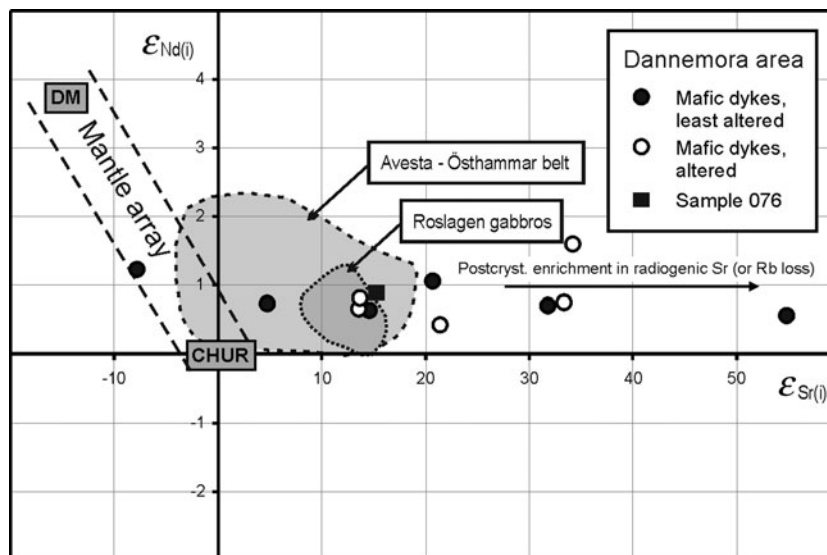 εNd(i)
4
3
2
1
-1
-2
DM
Mantle array
CHUR
Avesta - Östhammar belt
Roslagen gabbros
Dannemora area
Mafic dykes,
least altered
Mafic dykes,
altered
Sample 076
Postcryst. enrichment in radiogenic Sr (or Rb loss)
-10
10
20
30
40
50
εSr(i)